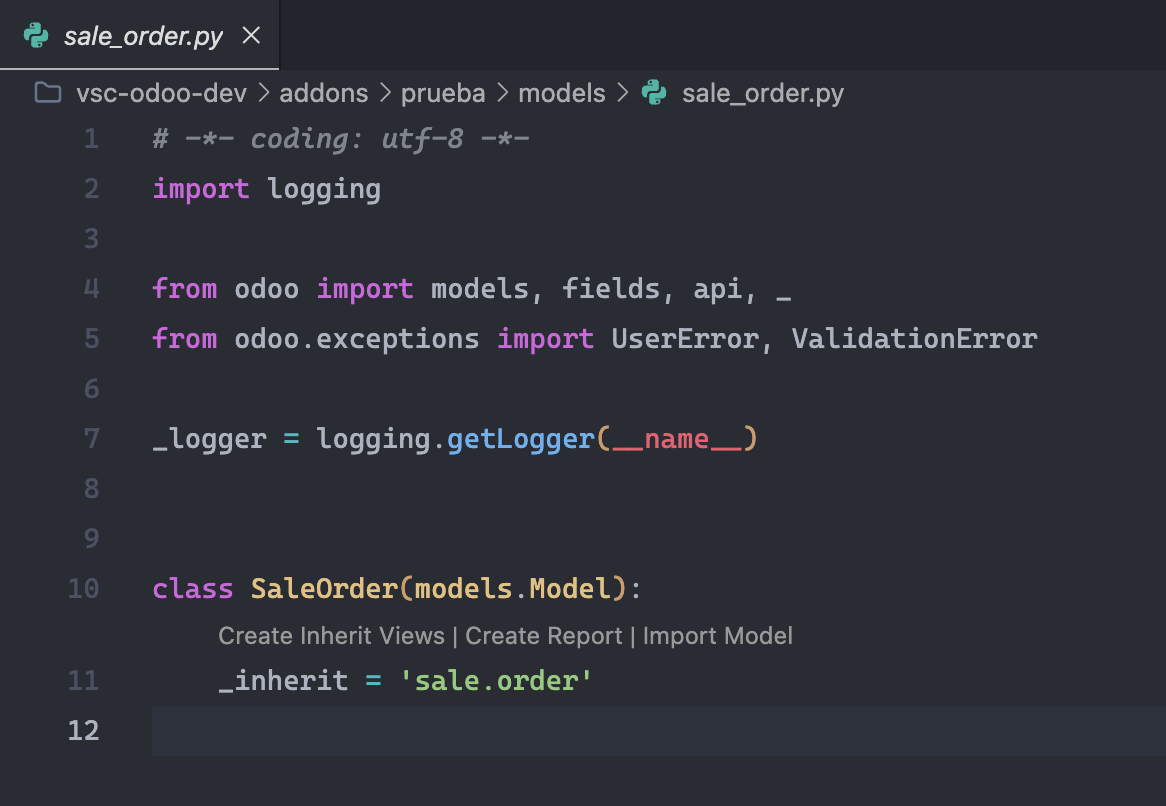 sale_order.py
vsc-odoo-dev > addons > prueba > models > sale_order.py
1 # -*- coding: utf-8 -*-
2 import logging
3
4 from odoo import models, fields, api, _
5 from odoo.exceptions import UserError, ValidationError
6
7 _logger = logging.getLogger(__name__)
8
9
10 class SaleOrder(models.Model):
Create Inherit Views | Create Report | Import Model
11 _inherit = 'sale.order'
12